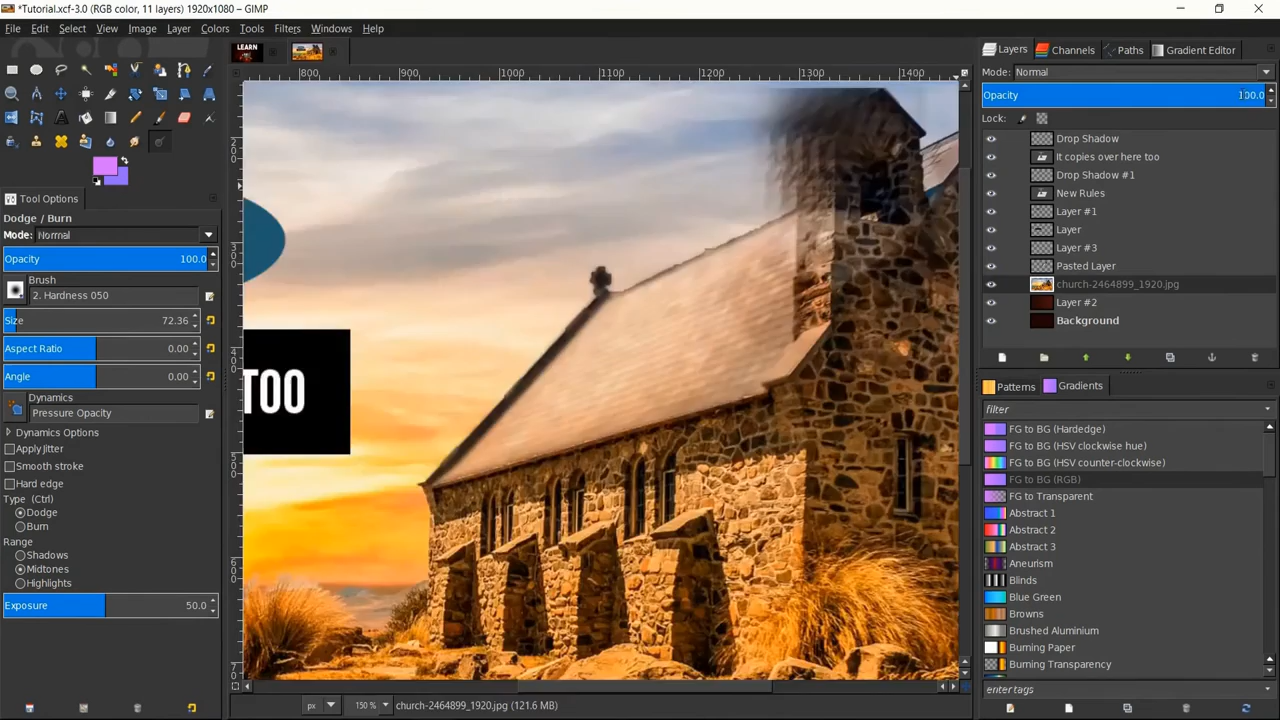 *Tutorial.xcf-3.0 (RGB color, 11 layers) 1920x1080 – GIMP
File Edit Select View Image Layer Colors Tools Filters Windows Help
LEARN
Layers Channels Paths Gradient Editor
Mode: Normal
Opacity 100.0
Lock:
Drop Shadow
It copies over here too
Drop Shadow #1
New Rules
Layer #1
Layer
Layer #3
Pasted Layer
church-2464899_1920.jpg
Layer #2
Background
Patterns Gradients
filter
FG to BG (Hardedge)
FG to BG (HSV clockwise hue)
FG to BG (HSV counter-clockwise)
FG to BG (RGB)
FG to Transparent
Abstract 1
Abstract 2
Abstract 3
Aneurism
Blinds
Blue Green
Browns
Brushed Aluminium
Burning Paper
Burning Transparency
enter tags
Tool Options
Dodge / Burn
Mode: Normal
Opacity 100.0
Brush
2. Hardness 050
Size 72.36
Aspect Ratio 0.00
Angle 0.00
Dynamics
Pressure Opacity
Dynamics Options
Apply Jitter
Smooth stroke
Hard edge
Type (Ctrl)
Dodge
Burn
Range
Shadows
Midtones
Highlights
Exposure 50.0
800 900 1000 1100 1200 1300 1400
200
300
400
500
600
70
TOO
px 150 % church-2464899_1920.jpg (121.6 MB)